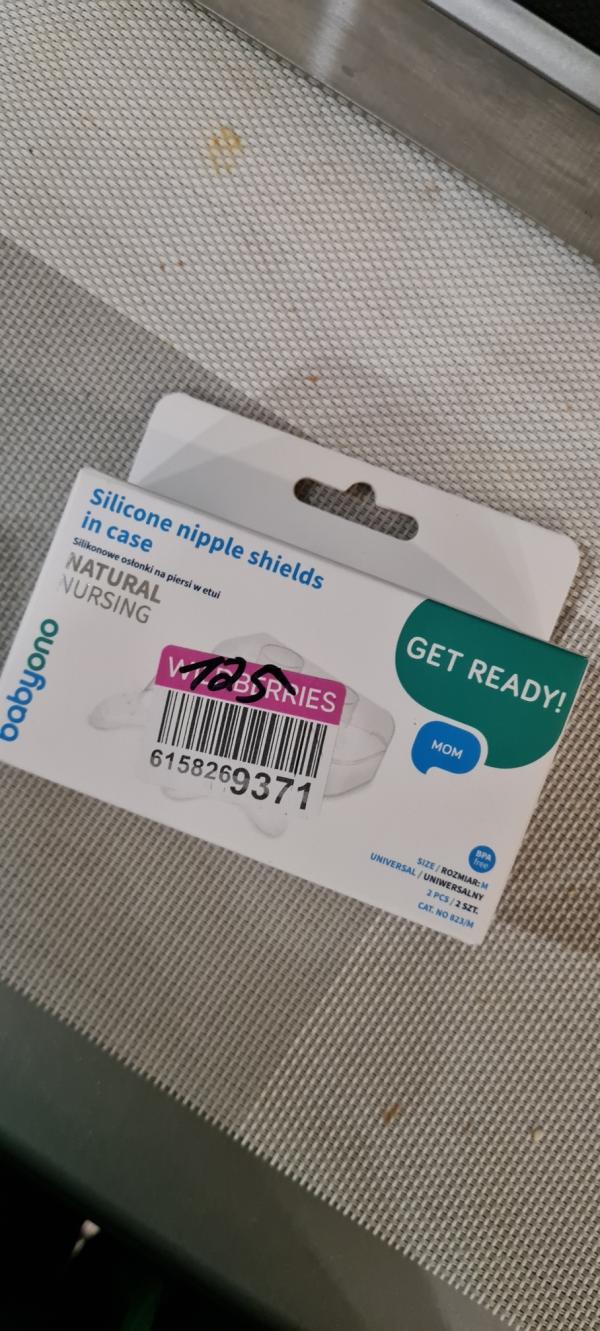 Silicone nipple shields
in case
Silikonowe osłonki na piersi w etui
NATURAL
NURSING
babyono
GET READY!
MOM
125
BERRIES
6158269371
BPA
free
SIZE / ROZMIAR: M
UNIVERSAL / UNIWERSALNY
2 PCS / 2 SZT.
CAT. NO 823/M